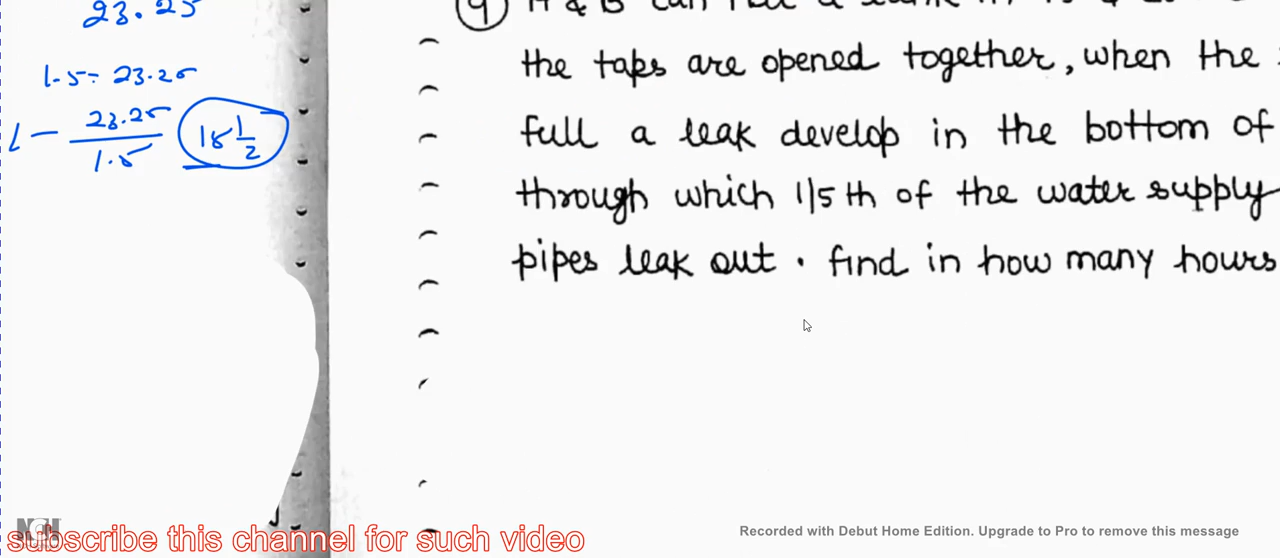 23.25
1.5 = 23.25
23.25
1.5
15 1/2
9
the taps are opened together, when the
full a leak develop in the bottom of
through which 1/5 th of the water supply
pipes leak out . find in how many hours
NCH
subscribe this channel for such video
Recorded with Debut Home Edition. Upgrade to Pro to remove this message